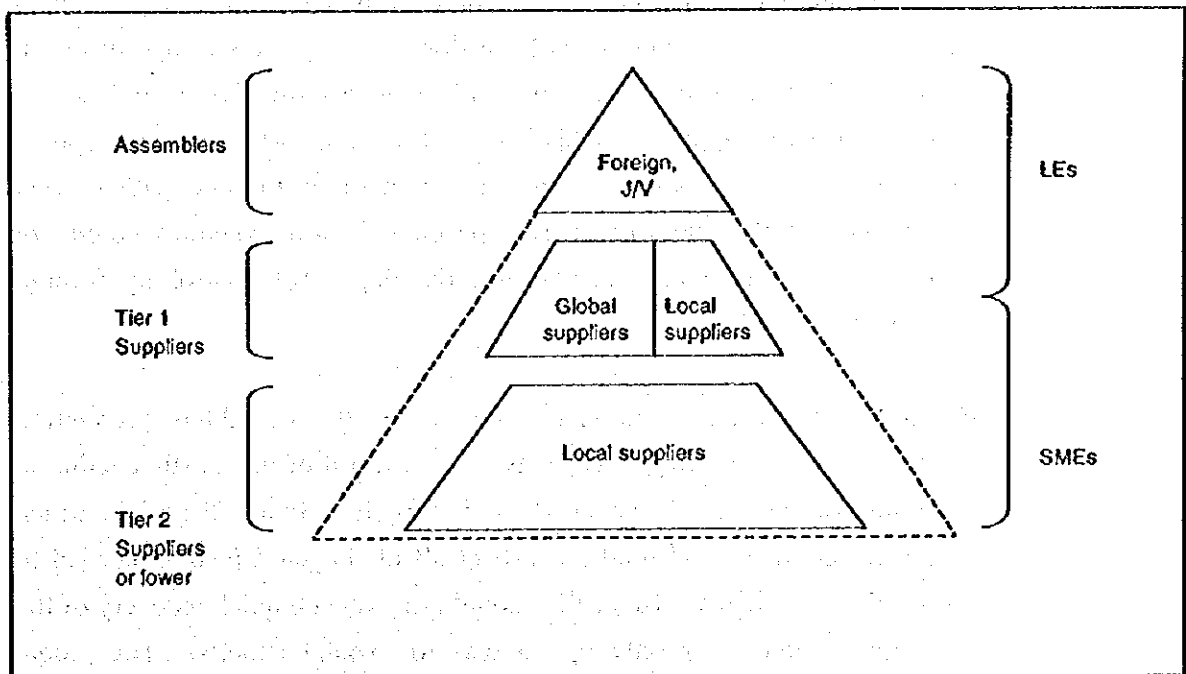 Assemblers
Foreign,
J/V
LEs
Tier 1
Suppliers
Global
suppliers
Local
suppliers
Tier 2
Suppliers
or lower
Local suppliers
SMEs